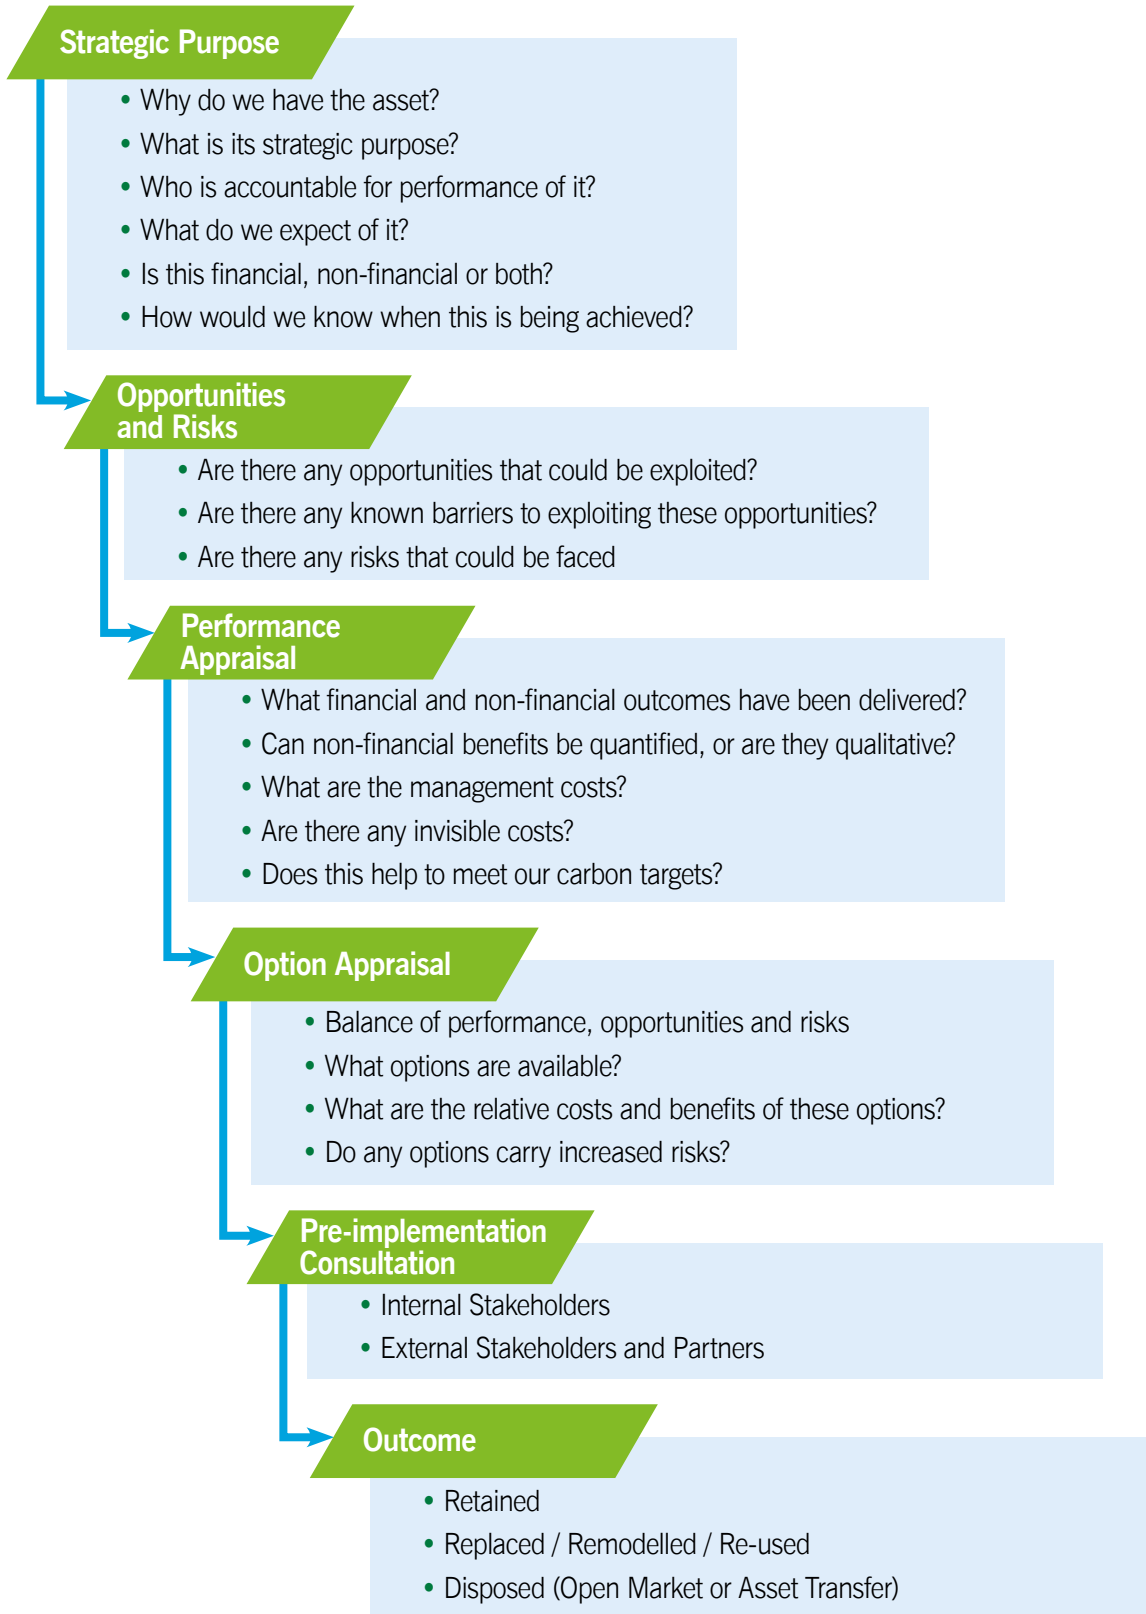 Strategic Purpose
• Why do we have the asset?
• What is its strategic purpose?
• Who is accountable for performance of it?
• What do we expect of it?
• Is this financial, non-financial or both?
• How would we know when this is being achieved?
Opportunities
and Risks
• Are there any opportunities that could be exploited?
• Are there any known barriers to exploiting these opportunities?
• Are there any risks that could be faced
Performance
Appraisal
• What financial and non-financial outcomes have been delivered?
• Can non-financial benefits be quantified, or are they qualitative?
• What are the management costs?
• Are there any invisible costs?
• Does this help to meet our carbon targets?
Option Appraisal
• Balance of performance, opportunities and risks
• What options are available?
• What are the relative costs and benefits of these options?
• Do any options carry increased risks?
Pre-implementation
Consultation
• Internal Stakeholders
• External Stakeholders and Partners
Outcome
• Retained
• Replaced / Remodelled / Re-used
• Disposed (Open Market or Asset Transfer)